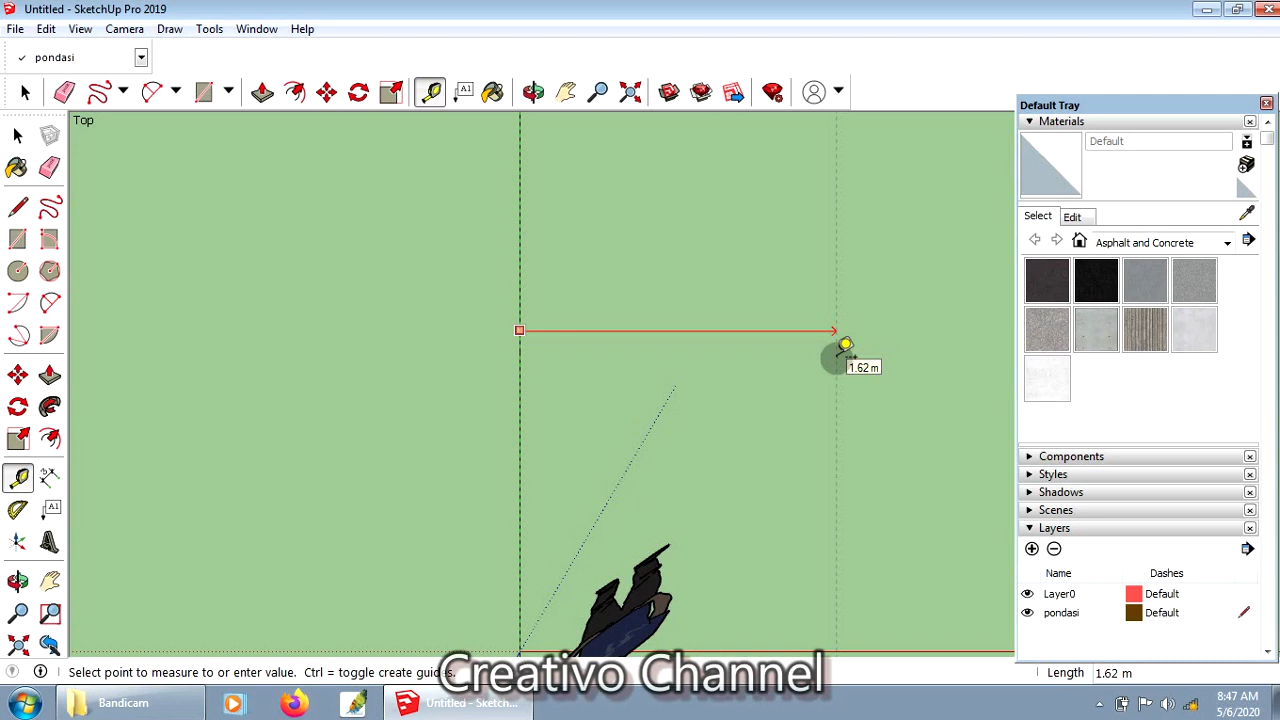 Untitled - SketchUp Pro 2019
File Edit View Camera Draw Tools Window Help
pondasi
A1
Top
Default Tray
Materials
Default
Select Edit
Asphalt and Concrete
1.62 m
A1
Components
Styles
Shadows
Scenes
Layers
Name Dashes
Layer0 Default
pondasi Default
Select point to measure to or enter value. Ctrl = toggle create guides.
Length 1.62 m
Creativo Channel
Bandicam
Untitled - Sketch...
8:47 AM
5/6/2020